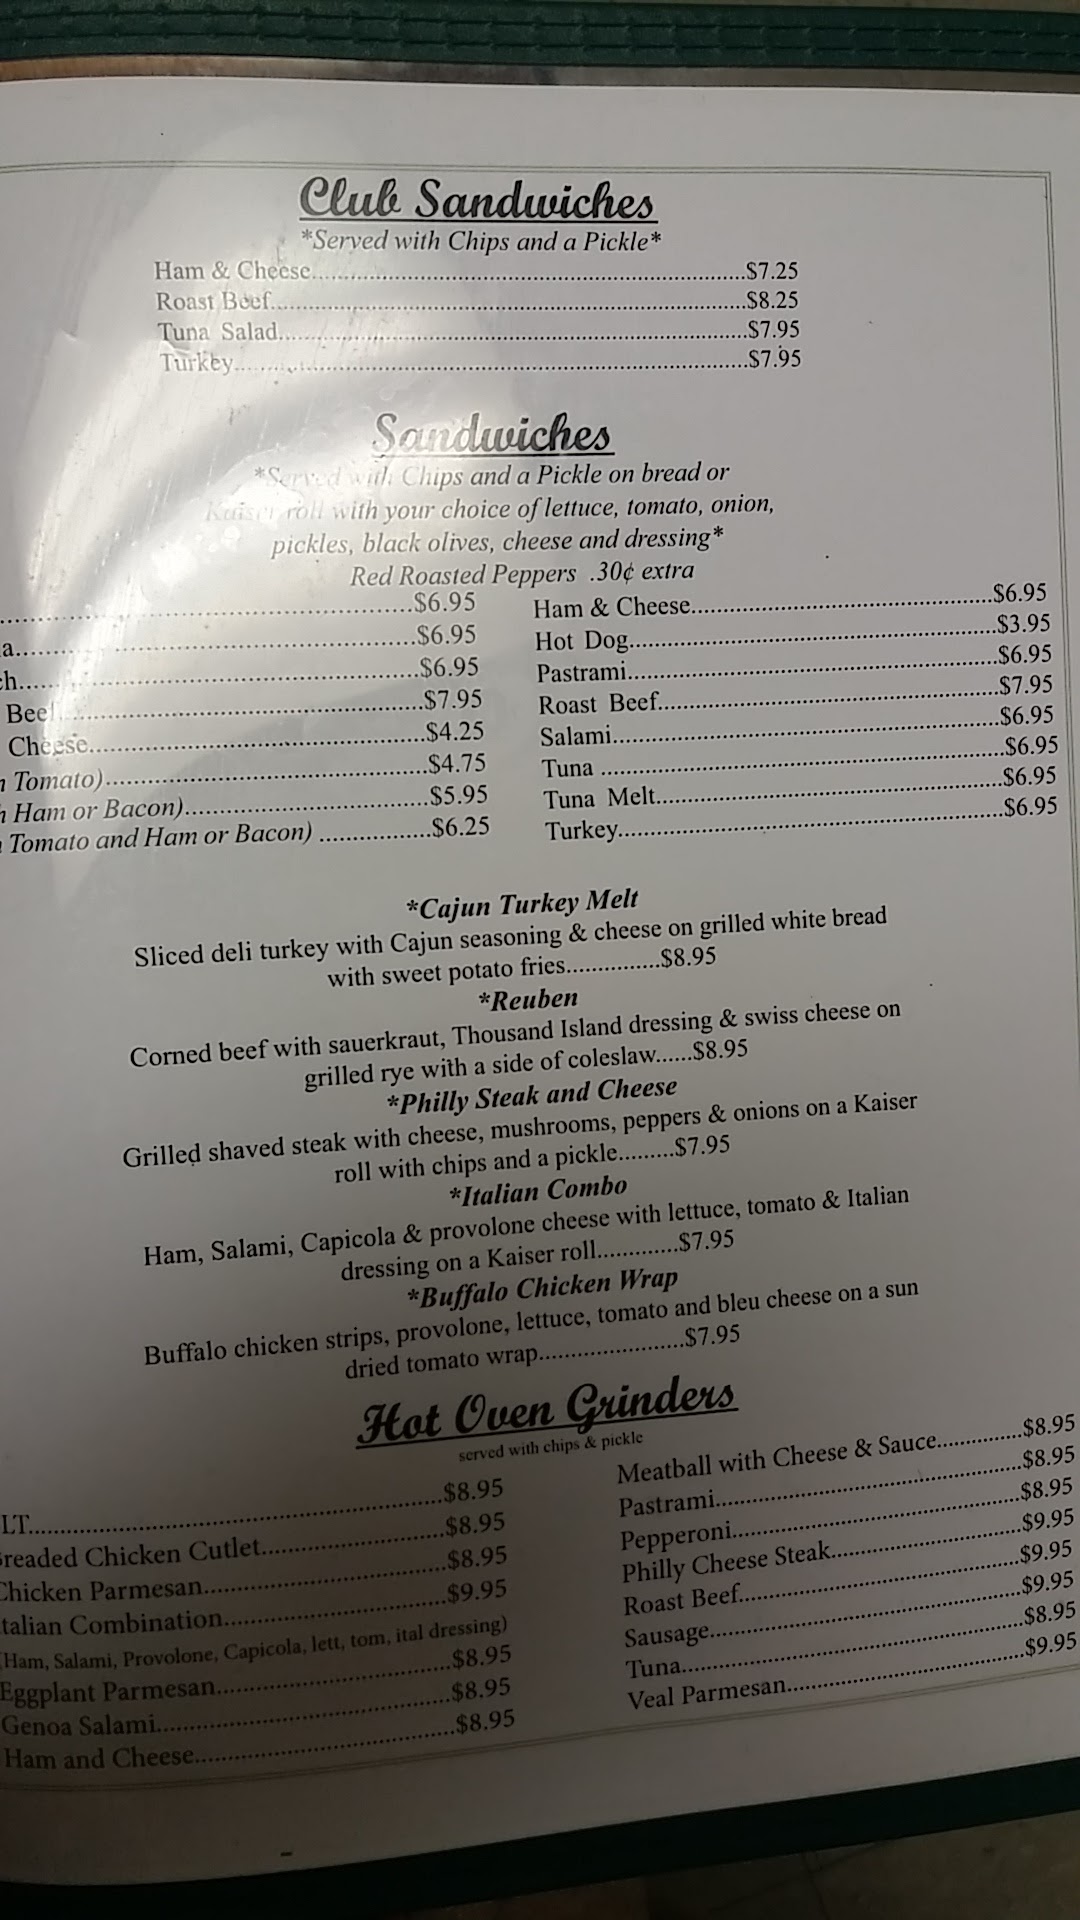 Club Sandwiches
*Served with Chips and a Pickle*
Ham & Cheese....................$7.25
Roast Beef....................$8.25
Tuna Salad....................$7.95
Turkey....................$7.95
Sandwiches
*Served with Chips and a Pickle on bread or
Kaiser roll with your choice of lettuce, tomato, onion,
pickles, black olives, cheese and dressing*
Red Roasted Peppers .30¢ extra
....................$6.95
....................$6.95
....................$6.95
Beef....................$7.95
Cheese....................$4.25
Tomato)....................$4.75
Ham or Bacon)....................$5.95
Tomato and Ham or Bacon) ....................$6.25
Ham & Cheese....................$6.95
Hot Dog....................$3.95
Pastrami....................$6.95
Roast Beef....................$7.95
Salami....................$6.95
Tuna ....................$6.95
Tuna Melt....................$6.95
Turkey....................$6.95
*Cajun Turkey Melt
Sliced deli turkey with Cajun seasoning & cheese on grilled white bread
with sweet potato fries...............$8.95
*Reuben
Corned beef with sauerkraut, Thousand Island dressing & swiss cheese on
grilled rye with a side of coleslaw......$8.95
*Philly Steak and Cheese
Grilled shaved steak with cheese, mushrooms, peppers & onions on a Kaiser
roll with chips and a pickle.........$7.95
*Italian Combo
Ham, Salami, Capicola & provolone cheese with lettuce, tomato & Italian
dressing on a Kaiser roll.............$7.95
*Buffalo Chicken Wrap
Buffalo chicken strips, provolone, lettuce, tomato and bleu cheese on a sun
dried tomato wrap.......................$7.95
Hot Oven Grinders
served with chips & pickle
LT....................$8.95
readed Chicken Cutlet....................$8.95
Chicken Parmesan....................$8.95
talian Combination....................$9.95
(Ham, Salami, Provolone, Capicola, lett, tom, ital dressing)
Eggplant Parmesan....................$8.95
Genoa Salami....................$8.95
Ham and Cheese....................$8.95
Meatball with Cheese & Sauce.............$8.95
Pastrami....................$8.95
Pepperoni....................$8.95
Philly Cheese Steak....................$9.95
Roast Beef....................$9.95
Sausage....................$9.95
Tuna....................$8.95
Veal Parmesan....................$9.95